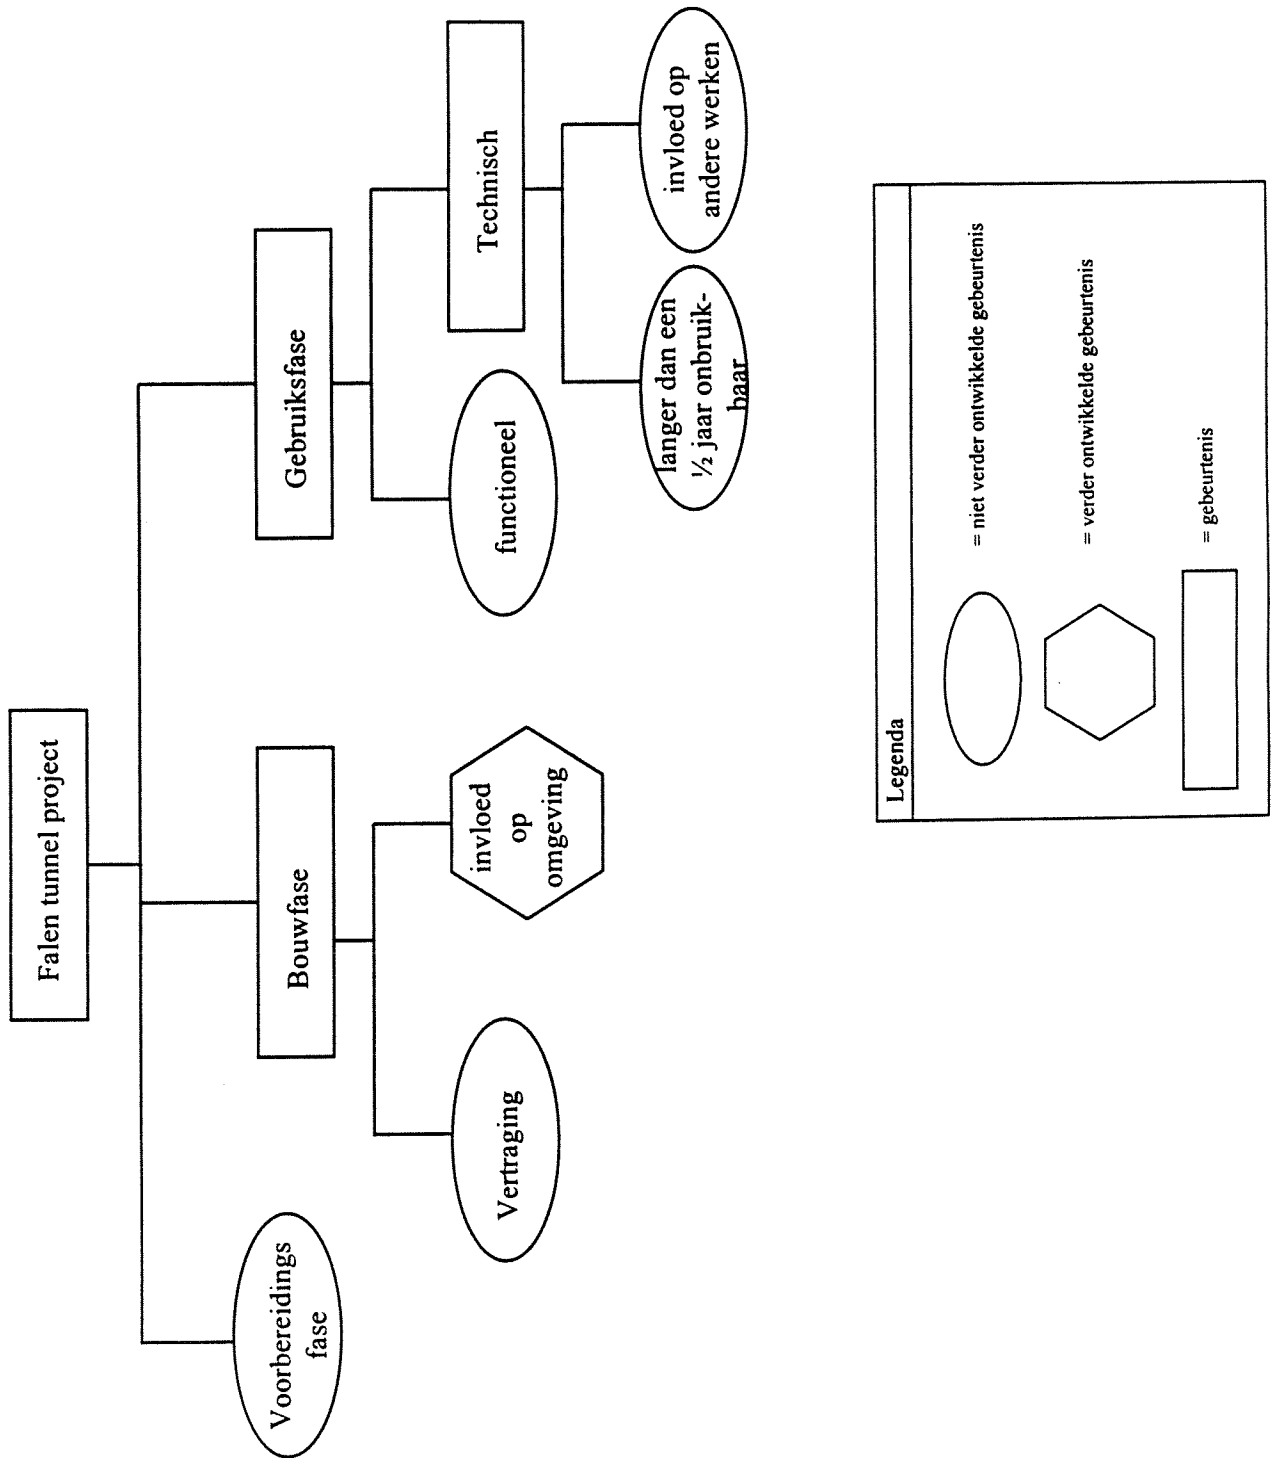 Falen tunnel project
Voorbereidings
fase
Bouwfase
Gebruiksfase
Vertraging
invloed
op
omgeving
functioneel
Technisch
langer dan een
½ jaar onbruik-
baar
invloed op
andere werken
Legenda
= niet verder ontwikkelde gebeurtenis
= verder ontwikkelde gebeurtenis
= gebeurtenis